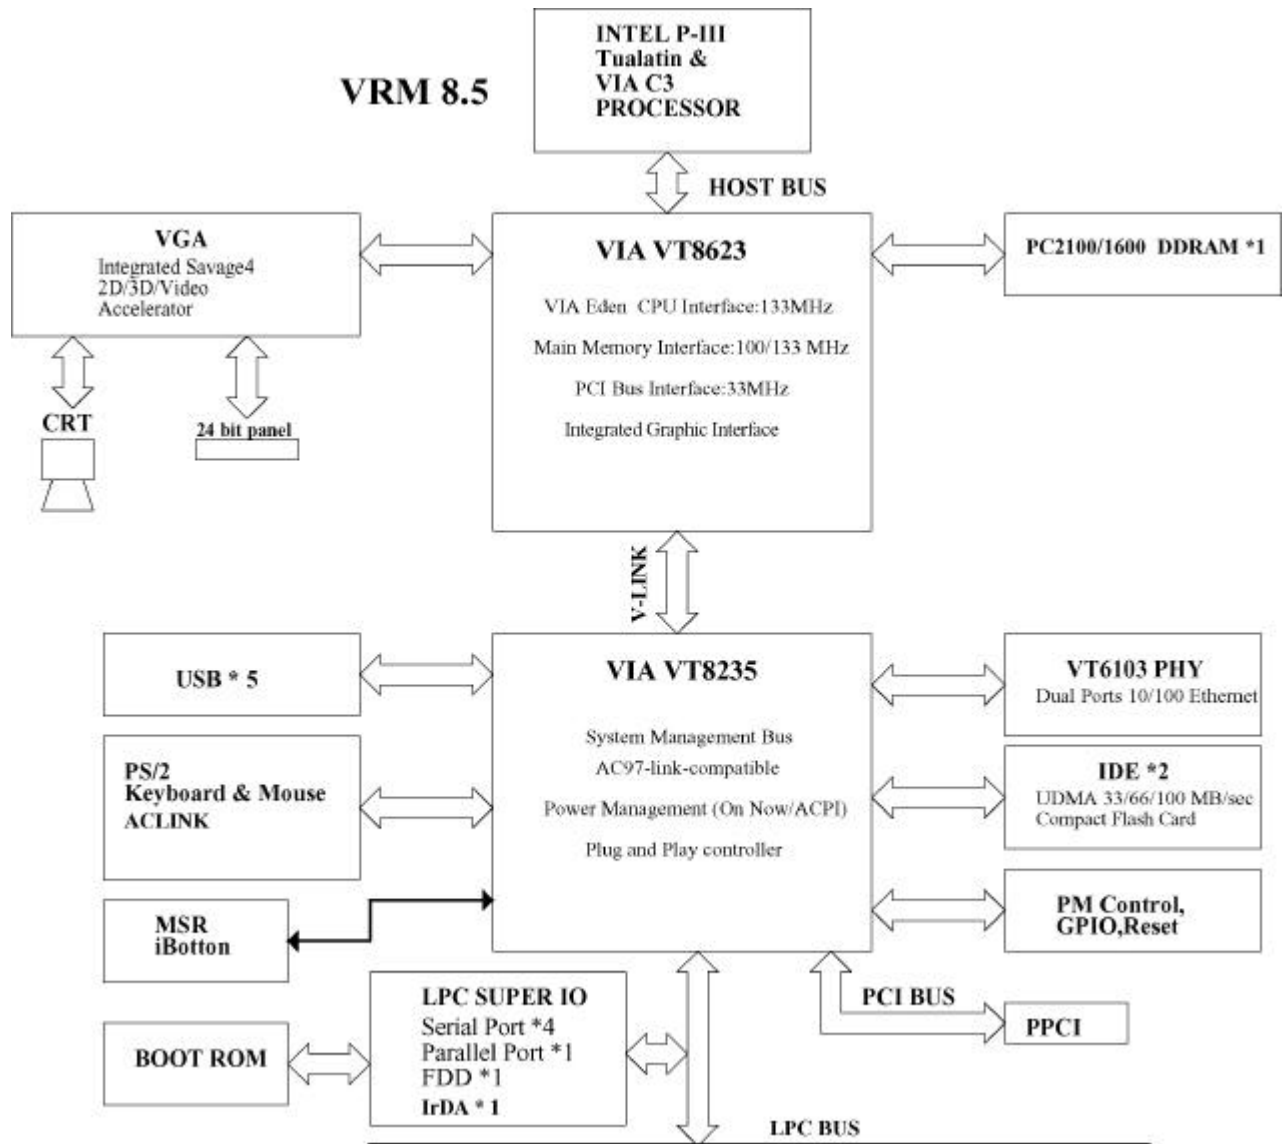 INTEL P-III
Tualatin &
VIA C3
PROCESSOR
VRM 8.5
HOST BUS
VGA
Integrated Savage4
2D/3D/Video
Accelerator
VIA VT8623
VIA Eden CPU Interface:133MHz
Main Memory Interface:100/133 MHz
PCI Bus Interface:33MHz
Integrated Graphic Interface
PC2100/1600 DDRAM *1
CRT
24 bit panel
V-LINK
USB * 5
VIA VT8235
System Management Bus
AC97-link-compatible
Power Management (On Now/ACPI)
Plug and Play controller
VT6103 PHY
Dual Ports 10/100 Ethernet
PS/2
Keyboard & Mouse
ACLINK
IDE *2
UDMA 33/66/100 MB/sec
Compact Flash Card
MSR
iBotton
PM Control,
GPIO,Reset
LPC SUPER IO
Serial Port *4
Parallel Port *1
FDD *1
IrDA * 1
PCI BUS
PPCI
BOOT ROM
LPC BUS